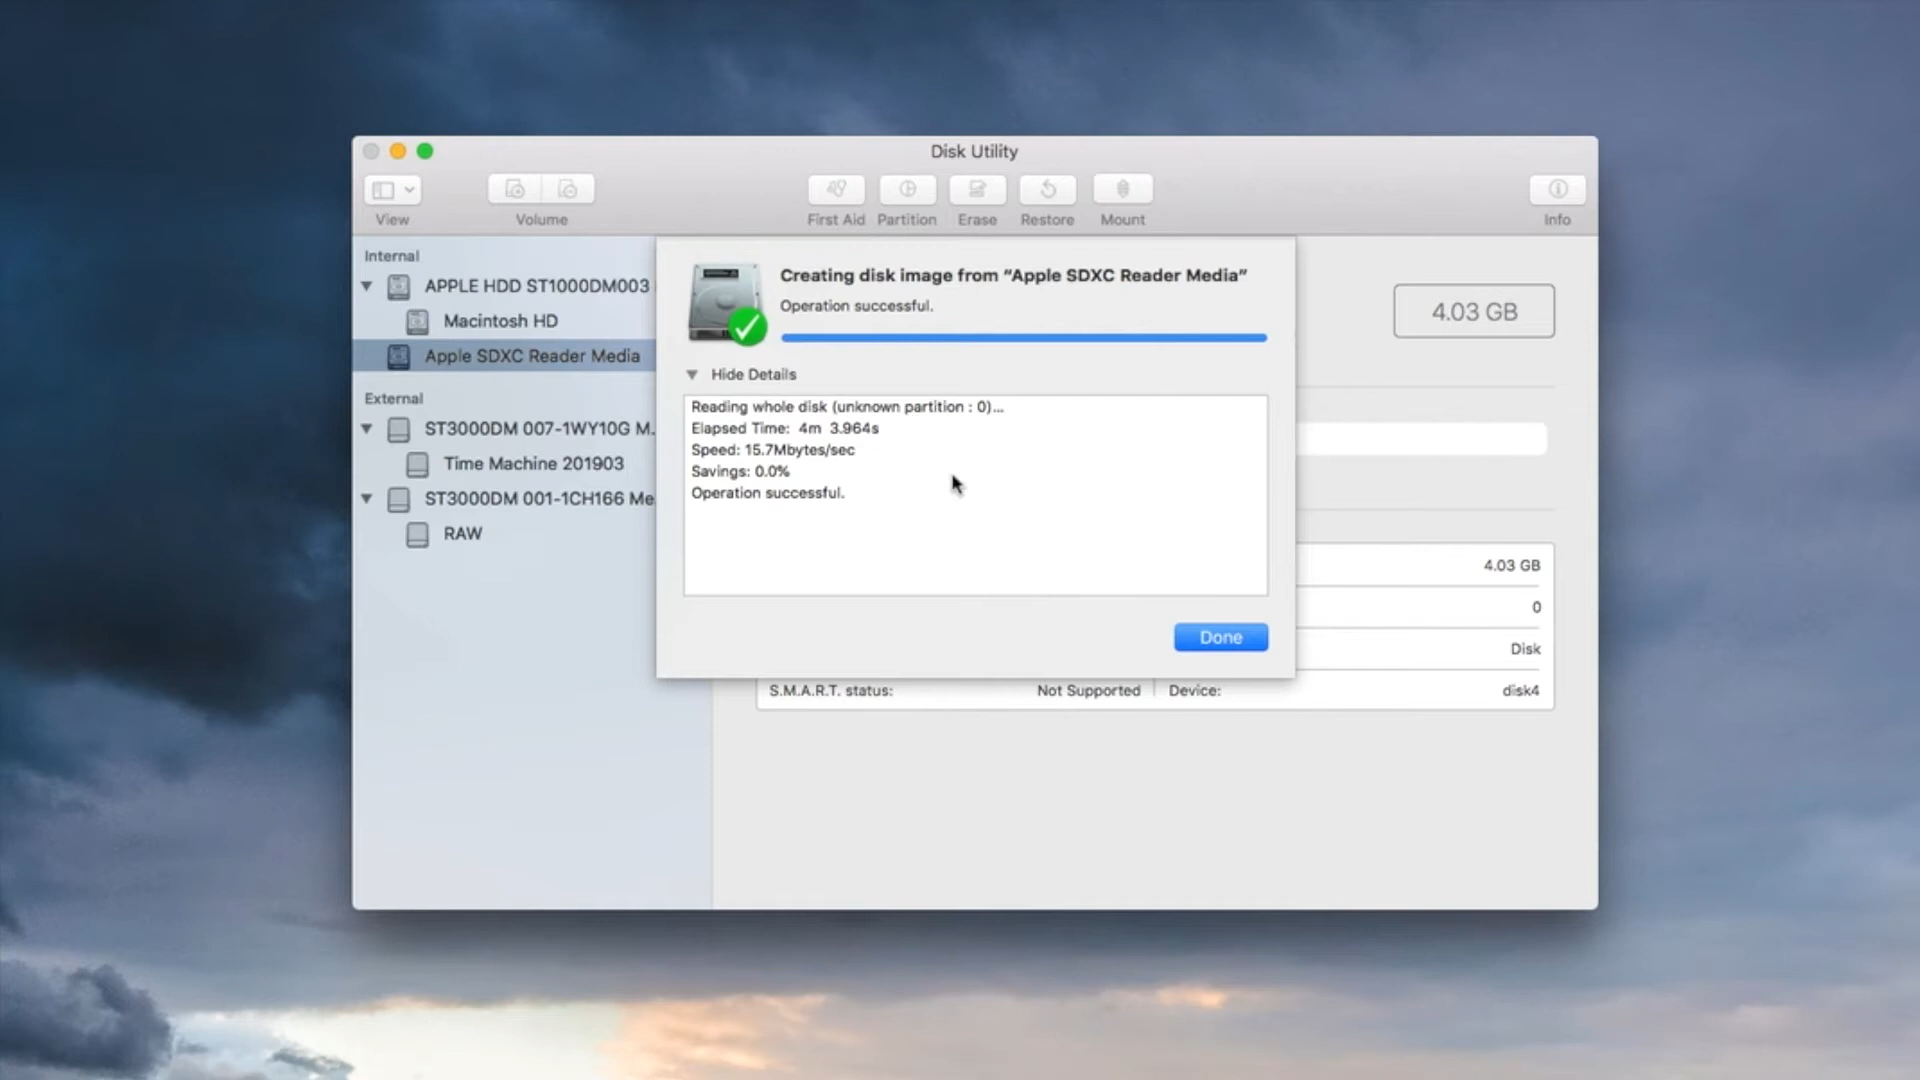 Disk Utility
View
Volume
First Aid
Partition
Erase
Restore
Mount
Info
Internal
APPLE HDD ST1000DM003
Macintosh HD
Apple SDXC Reader Media
External
ST3000DM 007-1WY10G M...
Time Machine 201903
ST3000DM 001-1CH166 Me
RAW
Creating disk image from “Apple SDXC Reader Media”
Operation successful.
Hide Details
Reading whole disk (unknown partition : 0)...
Elapsed Time:  4m  3.964s
Speed: 15.7Mbytes/sec
Savings: 0.0%
Operation successful.
Done
4.03 GB
4.03 GB
0
Disk
S.M.A.R.T. status: Not Supported Device: disk4